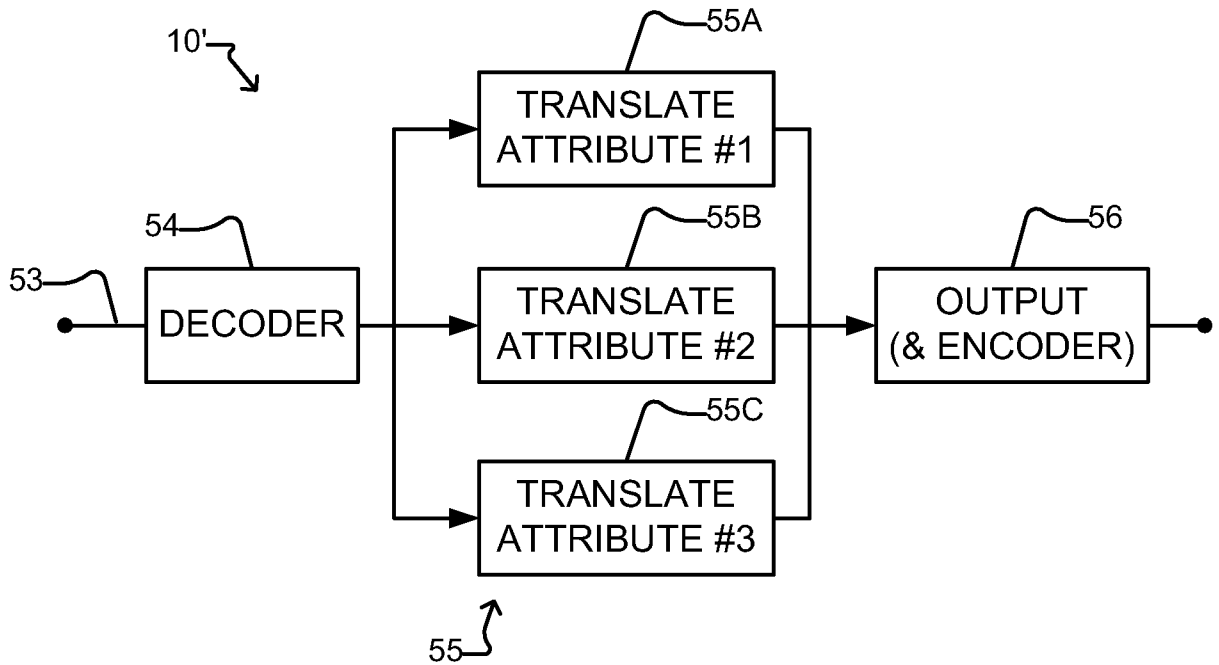 55A
10'
TRANSLATE
ATTRIBUTE #1
54
55B
56
53
DECODER
TRANSLATE
ATTRIBUTE #2
OUTPUT
(& ENCODER)
55C
TRANSLATE
ATTRIBUTE #3
55